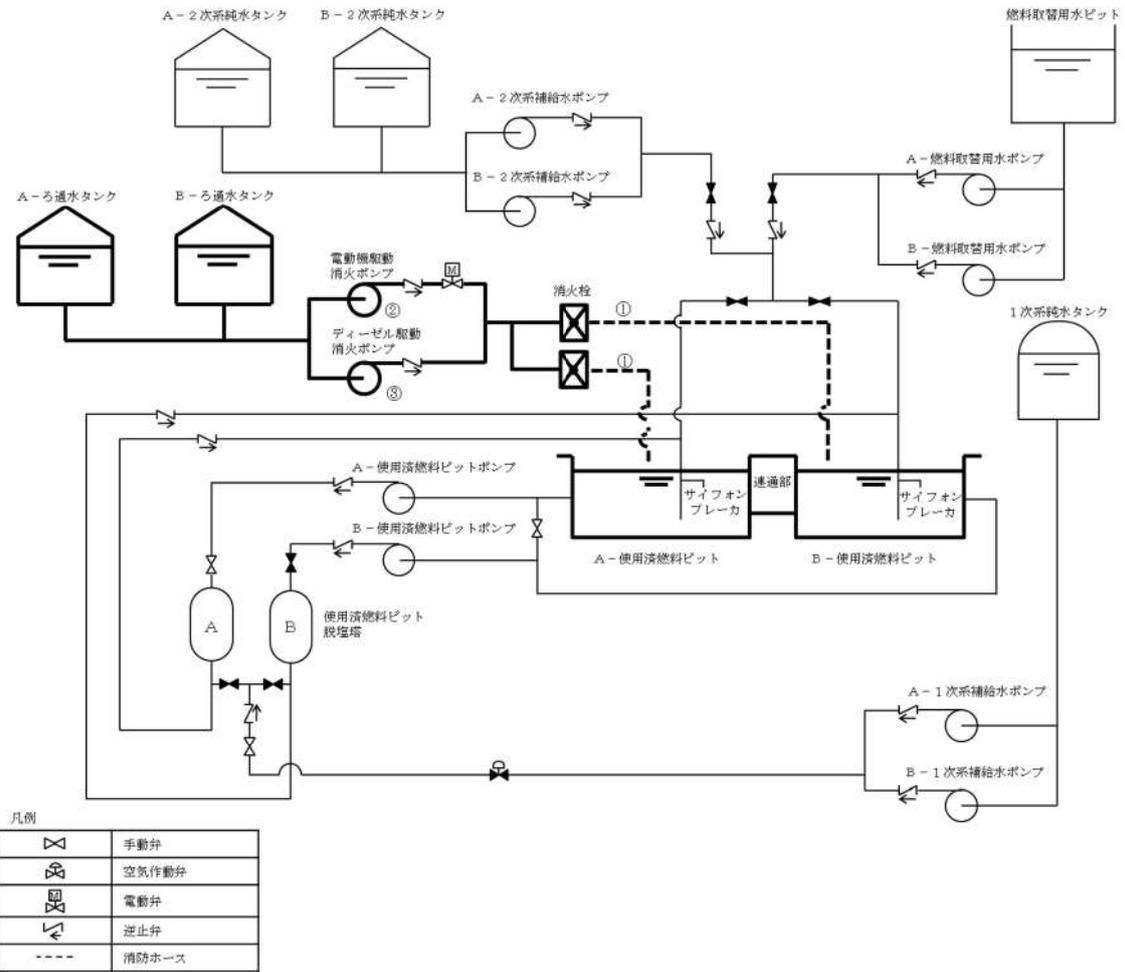 A－2次系純水タンク
B－2次系純水タンク
燃料取替用水ピット
A－2次系補給水ポンプ
B－2次系補給水ポンプ
A－燃料取替用水ポンプ
B－燃料取替用水ポンプ
A－ろ過水タンク
B－ろ過水タンク
電動機駆動
消火ポンプ
M
②
ディーゼル駆動
消火ポンプ
③
消火栓
①
①
1次系純水タンク
A－使用済燃料ピットポンプ
B－使用済燃料ピットポンプ
サイフォン
ブレーカ
連通部
サイフォン
ブレーカ
A－使用済燃料ピット
B－使用済燃料ピット
A
B
使用済燃料ピット
脱塩塔
A－1次系補給水ポンプ
B－1次系補給水ポンプ
凡例
手動弁
空気作動弁
M
電動弁
逆止弁
消防ホース